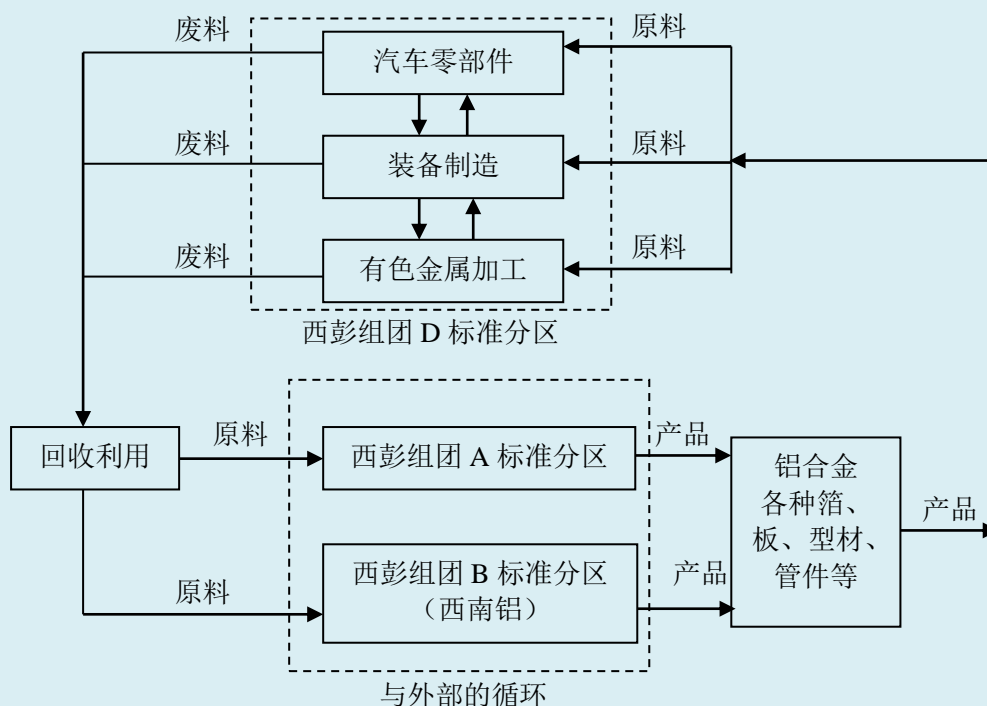 废料
原料
汽车零部件
废料
原料
装备制造
废料
原料
有色金属加工
西彭组团 D 标准分区
回收利用
原料
西彭组团 A 标准分区
产品
铝合金
各种箔、
板、型材、
管件等
产品
原料
西彭组团 B 标准分区
（西南铝）
产品
与外部的循环